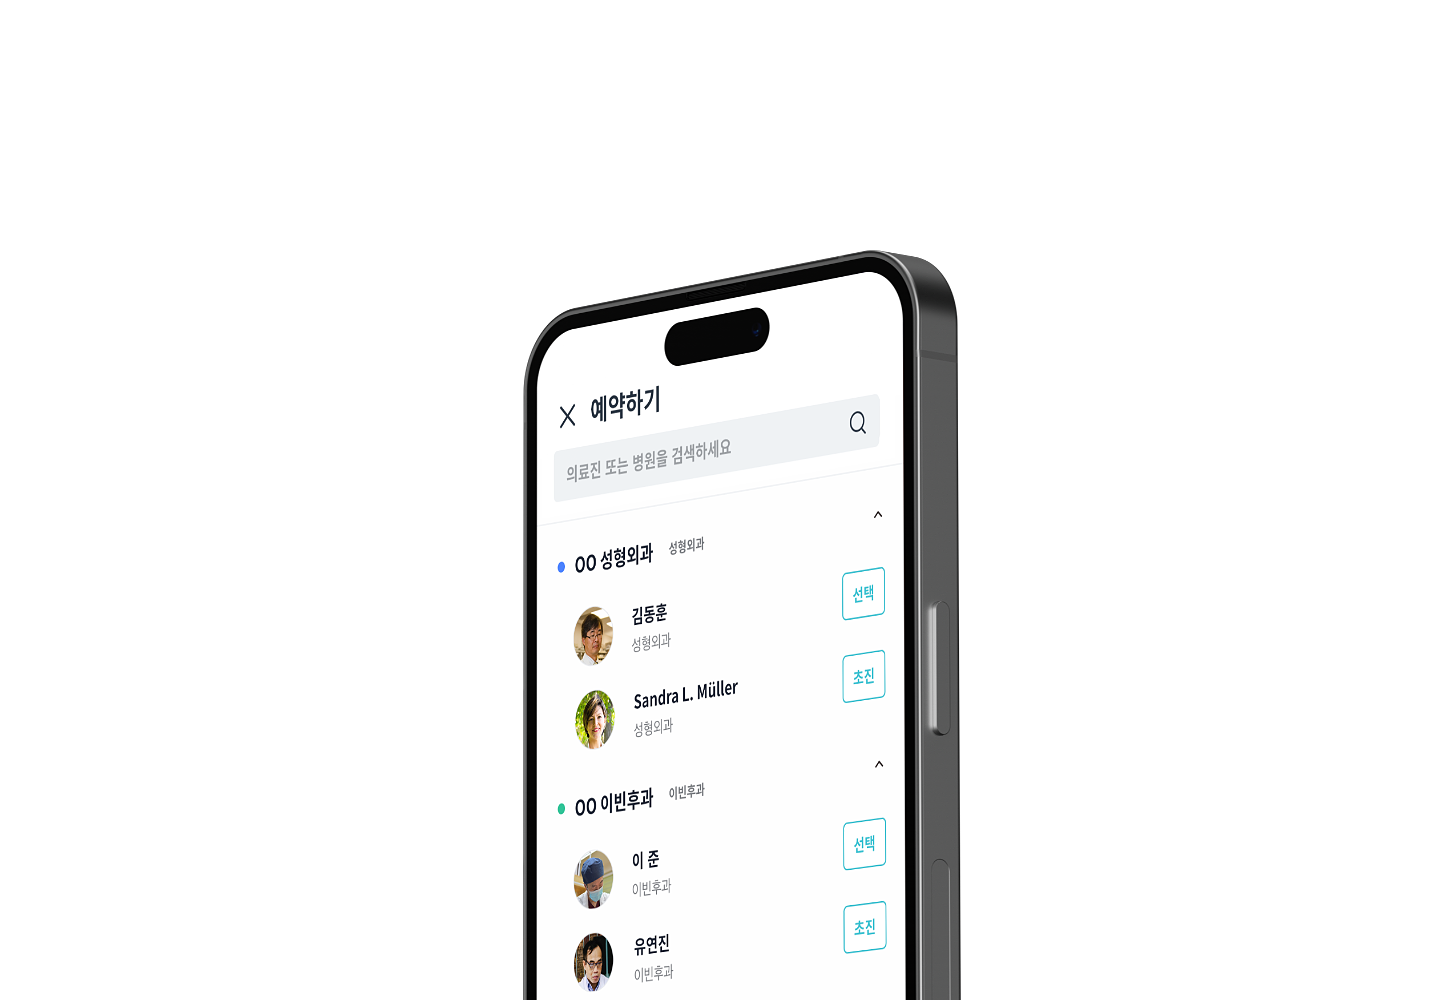 예약하기
의료진 또는 병원을 검색하세요
OO 성형외과 성형외과
김동훈
성형외과
선택
Sandra L. Müller
성형외과
초진
OO 이빈후과 이빈후과
이 준
이빈후과
선택
유연진
이빈후과
초진